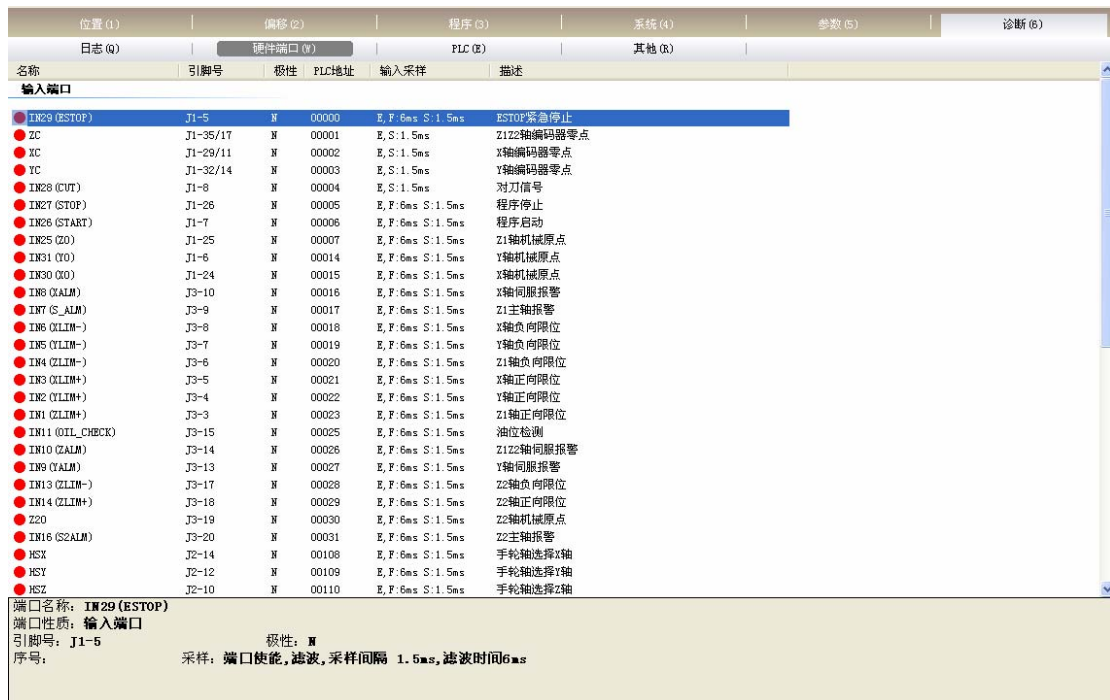 位置(1) 偏移(2) 程序(3) 系统(4) 参数(5) 诊断(6)
日志(Q) 硬件端口(W) PLC(E) 其他(R)
名称 引脚号 极性 PLC地址 输入采样 描述
输入端口
IN29(ESTOP) J1-5 N 00000 E,F:6ms S:1.5ms ESTOP紧急停止
ZC J1-35/17 N 00001 E,S:1.5ms Z1Z2轴编码器零点
XC J1-29/11 N 00002 E,S:1.5ms X轴编码器零点
YC J1-32/14 N 00003 E,S:1.5ms Y轴编码器零点
IN28(CUT) J1-8 N 00004 E,S:1.5ms 对刀信号
IN27(STOP) J1-26 N 00005 E,F:6ms S:1.5ms 程序停止
IN26(START) J1-7 N 00006 E,F:6ms S:1.5ms 程序启动
IN25(Z0) J1-25 N 00007 E,F:6ms S:1.5ms Z1轴机械原点
IN31(Y0) J1-6 N 00014 E,F:6ms S:1.5ms Y轴机械原点
IN30(X0) J1-24 N 00015 E,F:6ms S:1.5ms X轴机械原点
IN8(XALM) J3-10 N 00016 E,F:6ms S:1.5ms X轴伺服报警
IN7(S_ALM) J3-9 N 00017 E,F:6ms S:1.5ms Z1主轴报警
IN6(XLIM-) J3-8 N 00018 E,F:6ms S:1.5ms X轴负向限位
IN5(YLIM-) J3-7 N 00019 E,F:6ms S:1.5ms Y轴负向限位
IN4(ZLIM-) J3-6 N 00020 E,F:6ms S:1.5ms Z1轴负向限位
IN3(XLIM+) J3-5 N 00021 E,F:6ms S:1.5ms X轴正向限位
IN2(YLIM+) J3-4 N 00022 E,F:6ms S:1.5ms Y轴正向限位
IN1(ZLIM+) J3-3 N 00023 E,F:6ms S:1.5ms Z1轴正向限位
IN11(OIL_CHECK) J3-15 N 00025 E,F:6ms S:1.5ms 油位检测
IN10(ZALM) J3-14 N 00026 E,F:6ms S:1.5ms Z1Z2轴伺服报警
IN9(YALM) J3-13 N 00027 E,F:6ms S:1.5ms Y轴伺服报警
IN13(ZLIM-) J3-17 N 00028 E,F:6ms S:1.5ms Z2轴负向限位
IN14(ZLIM+) J3-18 N 00029 E,F:6ms S:1.5ms Z2轴正向限位
Z20 J3-19 N 00030 E,F:6ms S:1.5ms Z2轴机械原点
IN16(S2ALM) J3-20 N 00031 E,F:6ms S:1.5ms Z2主轴报警
HSX J2-14 N 00108 E,F:6ms S:1.5ms 手轮轴选择X轴
HSY J2-12 N 00109 E,F:6ms S:1.5ms 手轮轴选择Y轴
HSZ J2-10 N 00110 E,F:6ms S:1.5ms 手轮轴选择Z轴
端口名称: IN29(ESTOP)
端口性质: 输入端口
引脚号: J1-5 极性: N
序号: 采样: 端口使能,滤波,采样间隔 1.5ms,滤波时间6ms